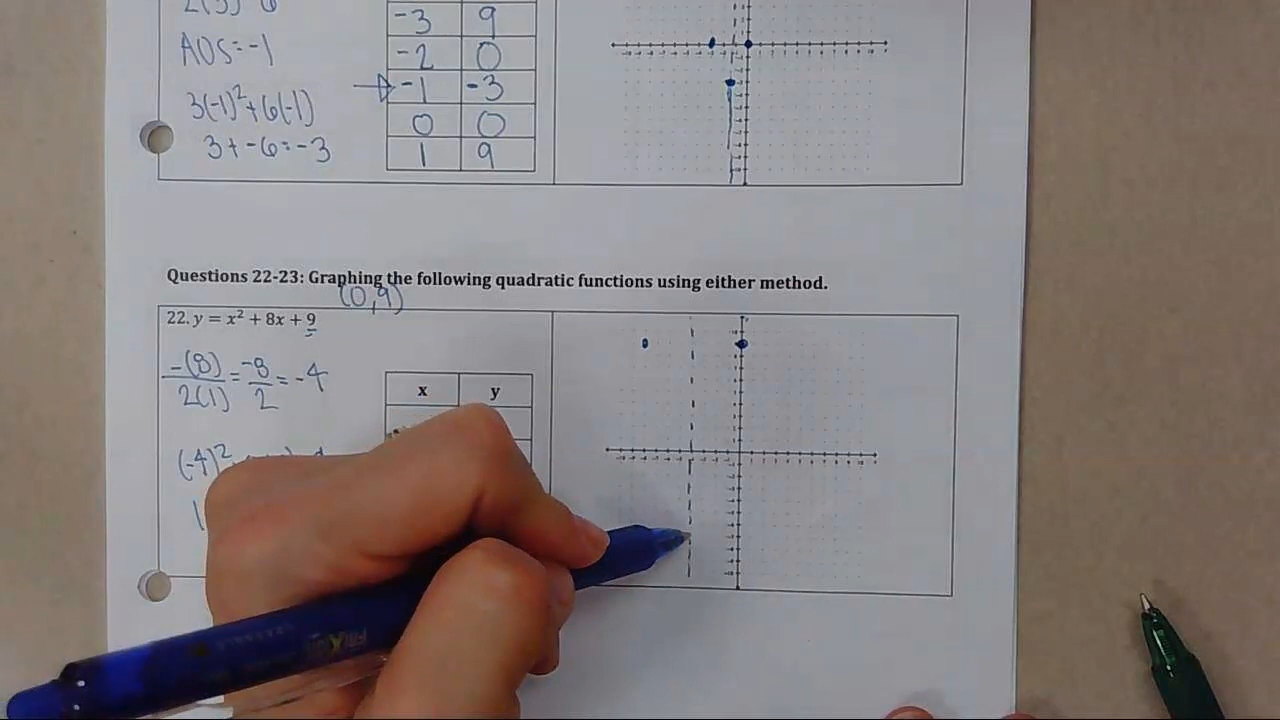 AOS=-1
3(-1)²+6(-1)
3+-6=-3
-3 9
-2 0
-1 -3
0 0
1 9
Questions 22-23: Graphing the following quadratic functions using either method.
(0,9)
22. y = x² + 8x + 9
-(8)/2(1) = -8/2 = -4
x y
(-4)²